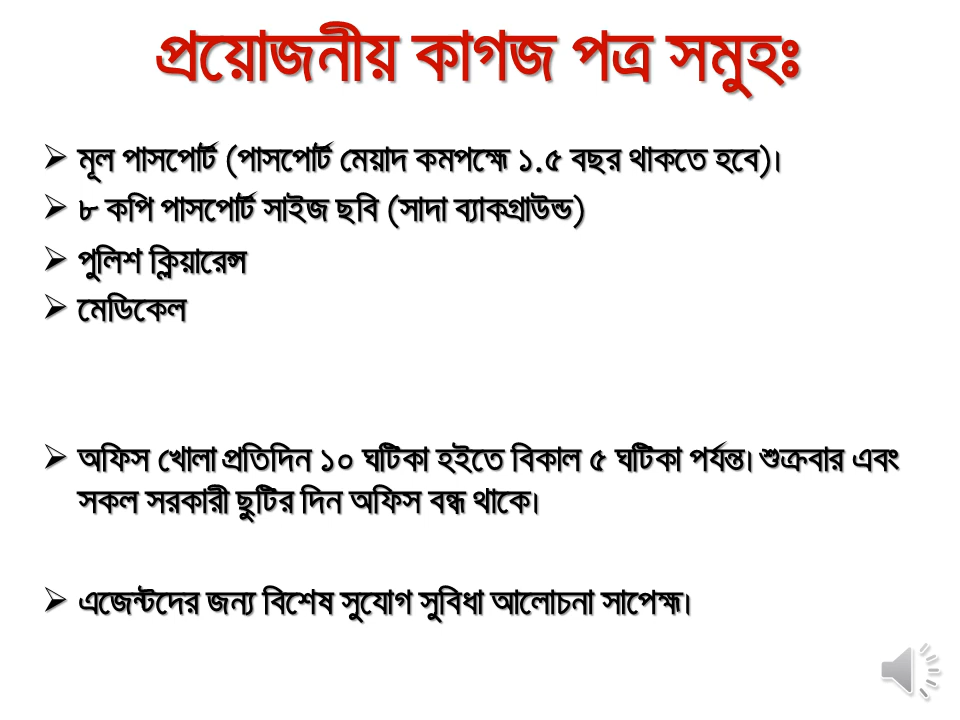 প্রয়োজনীয় কাগজ পত্র সমুহঃ
মূল পাসপোর্ট (পাসপোর্ট মেয়াদ কমপক্ষে ১.৫ বছর থাকতে হবে)।
৮ কপি পাসপোর্ট সাইজ ছবি (সাদা ব্যাকগ্রাউন্ড)
পুলিশ ক্লিয়ারেন্স
মেডিকেল
অফিস খোলা প্রতিদিন ১০ ঘটিকা হইতে বিকাল ৫ ঘটিকা পর্যন্ত। শুক্রবার এবং
সকল সরকারী ছুটির দিন অফিস বন্ধ থাকে।
এজেন্টদের জন্য বিশেষ সুযোগ সুবিধা আলোচনা সাপেক্ষ।